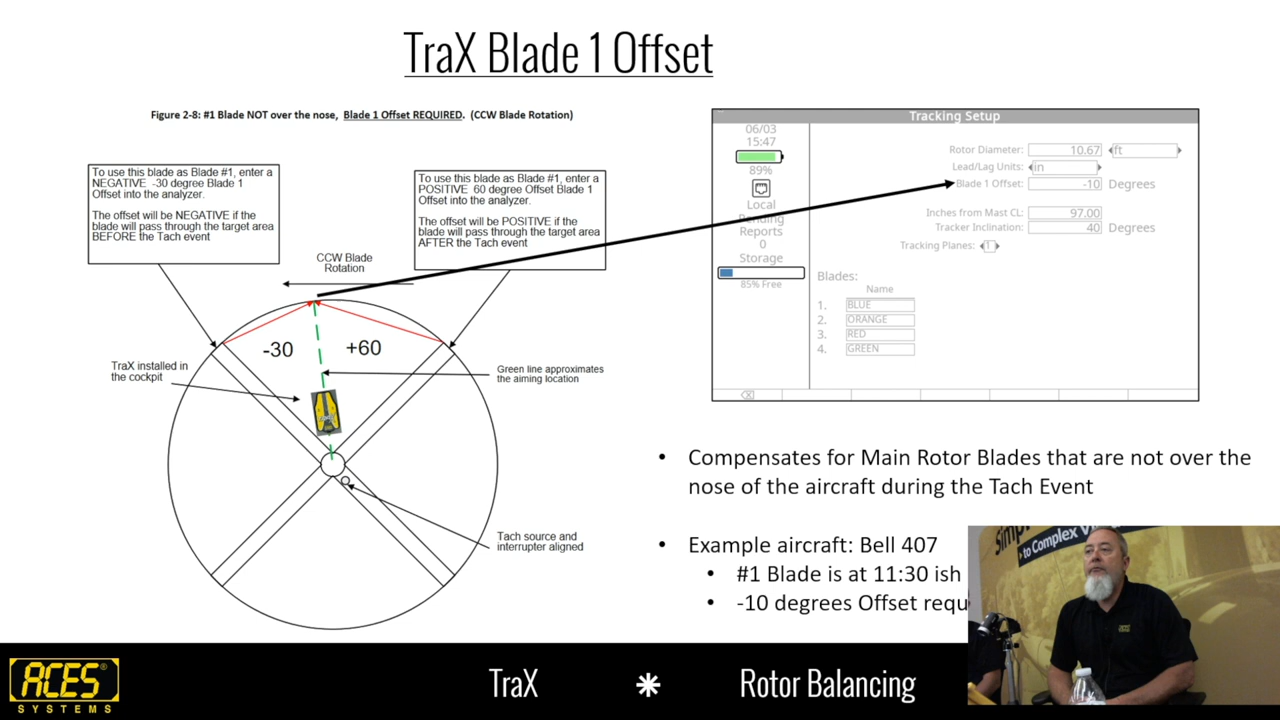 TraX Blade 1 Offset
Figure 2-8: #1 Blade NOT over the nose, Blade 1 Offset REQUIRED. (CCW Blade Rotation)
To use this blade as Blade #1, enter a
NEGATIVE -30 degree Blade 1
Offset into the analyzer.
The offset will be NEGATIVE if the
blade will pass through the target area
BEFORE the Tach event
To use this blade as Blade #1, enter a
POSITIVE 60 degree Offset Blade 1
Offset into the analyzer.
The offset will be POSITIVE if the
blade will pass through the target area
AFTER the Tach event
CCW Blade
Rotation
-30
+60
TraX installed in
the cockpit
Green line approximates
the aiming location
Tach source and
interrupter aligned
Tracking Setup
06/03
15:47
89%
Local
Pending
Reports
0
Storage
85% Free
Rotor Diameter: 10.67 ft
Lead/Lag Units: in
Blade 1 Offset: -10 Degrees
Inches from Mast CL: 97.00
Tracker Inclination: 40 Degrees
Tracking Planes: 1
Blades:
Name
1. BLUE
2. ORANGE
3. RED
4. GREEN
• Compensates for Main Rotor Blades that are not over the
nose of the aircraft during the Tach Event
• Example aircraft: Bell 407
• #1 Blade is at 11:30 ish
• -10 degrees Offset requ
to Complex
ACES®
SYSTEMS
TraX * Rotor Balancing